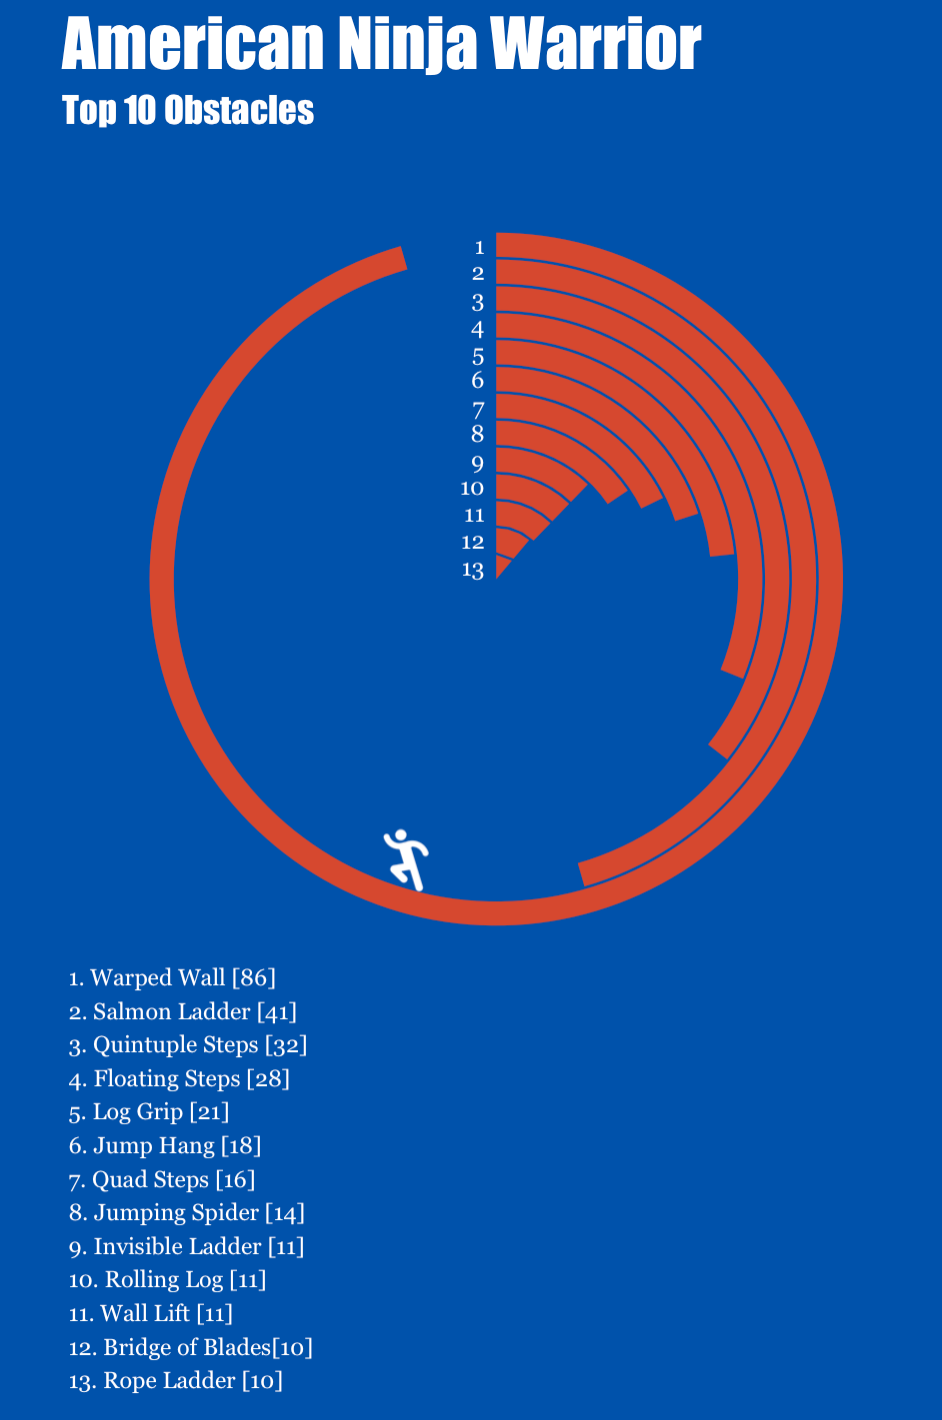 American Ninja Warrior
Top 10 Obstacles
1
2
3
4
5
6
7
8
9
10
11
12
13
1. Warped Wall [86]
2. Salmon Ladder [41]
3. Quintuple Steps [32]
4. Floating Steps [28]
5. Log Grip [21]
6. Jump Hang [18]
7. Quad Steps [16]
8. Jumping Spider [14]
9. Invisible Ladder [11]
10. Rolling Log [11]
11. Wall Lift [11]
12. Bridge of Blades[10]
13. Rope Ladder [10]